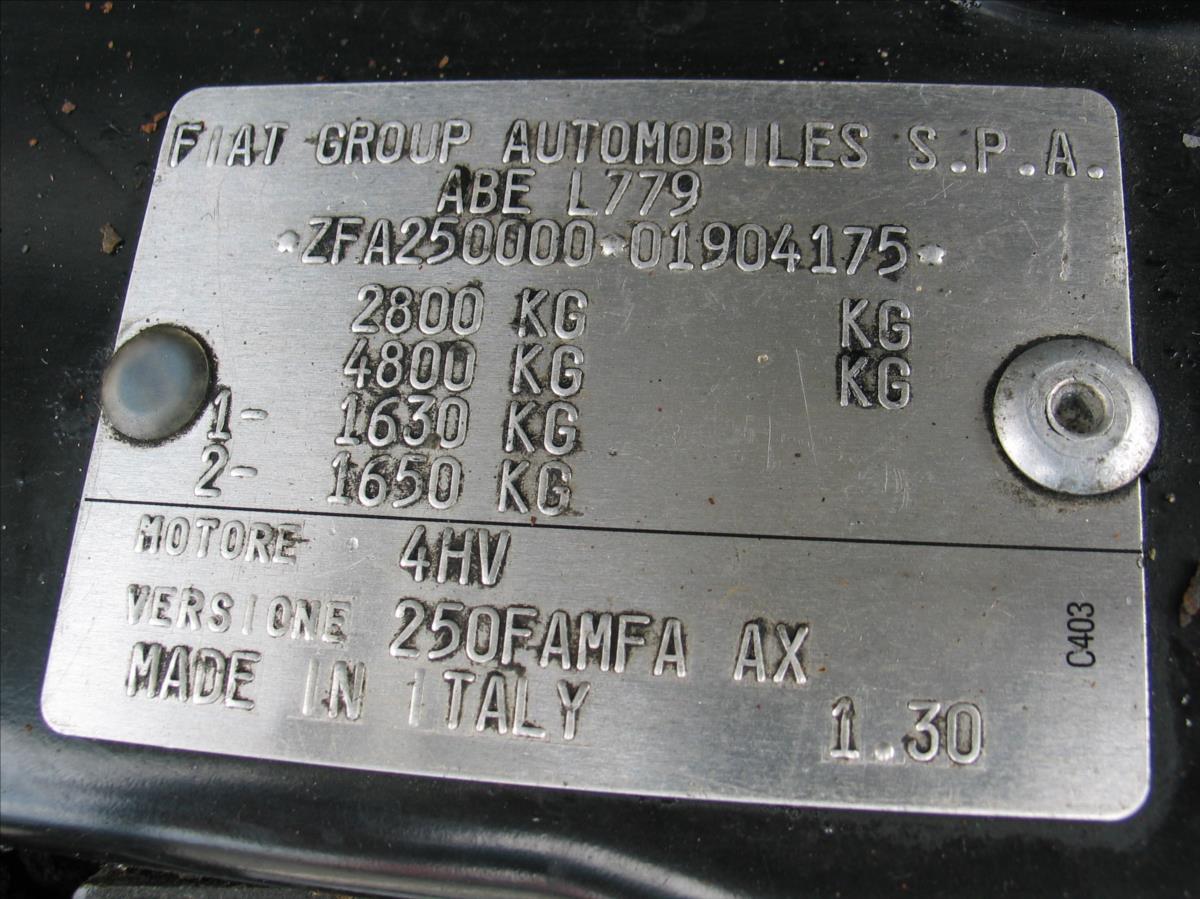 FIAT GROUP AUTOMOBILES S.P.A.
ABE L779
*ZFA250000*01904175*
2800 KG KG
4800 KG KG
1- 1630 KG
2- 1650 KG
MOTORE 4HV
VERSIONE 250FAMFA AX
MADE IN ITALY 1.30
C403